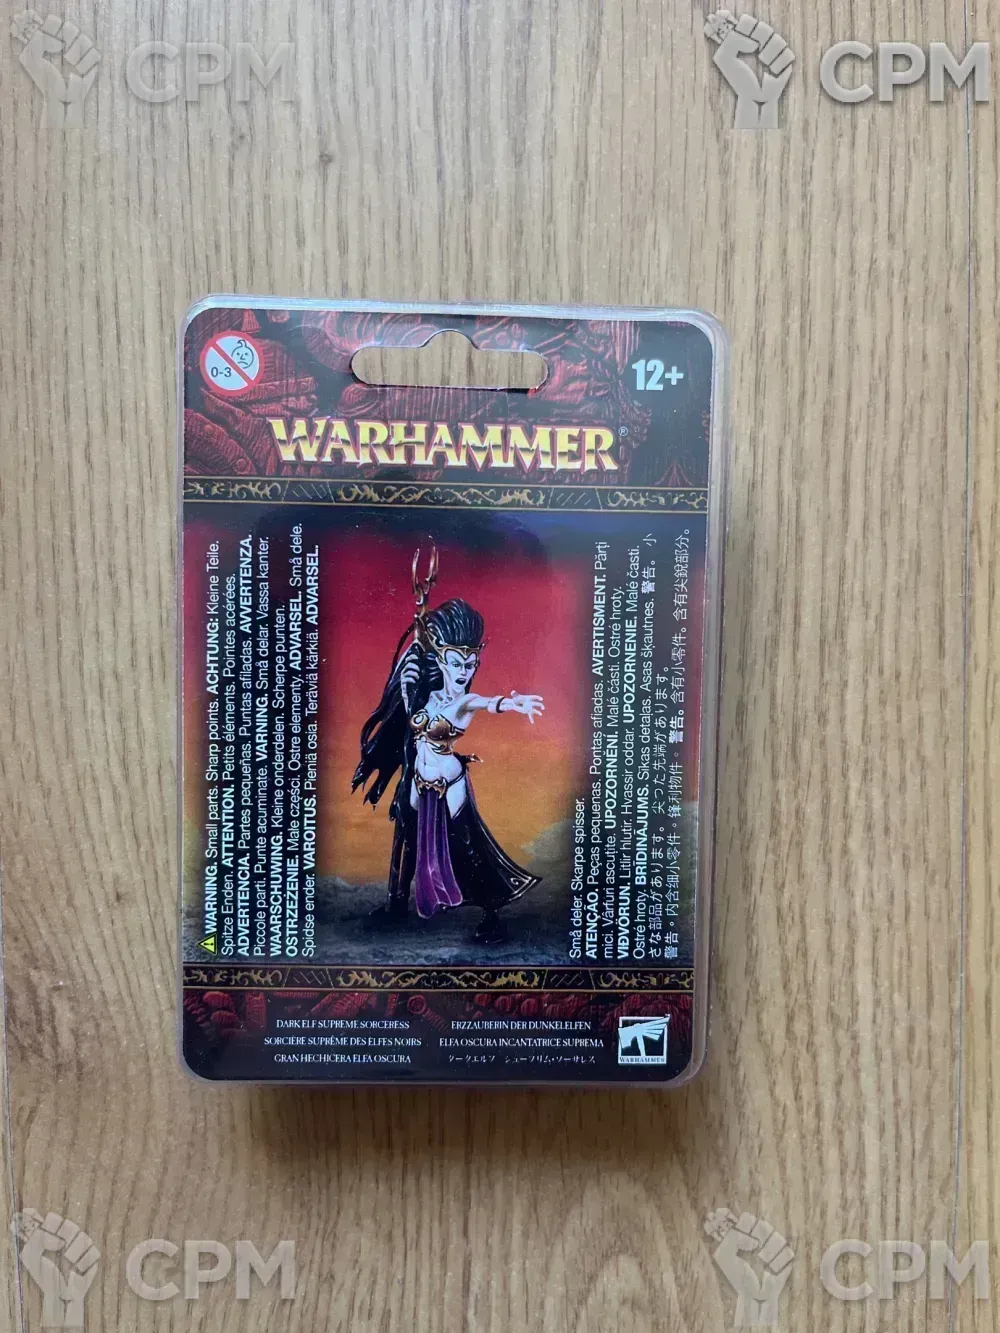 CPM
CPM
0-3
12+
WARHAMMER®
WARNING. Small parts. Sharp points. ACHTUNG: Kleine Teile.
Spitze Enden. ATTENTION. Petits éléments. Pointes acérées.
ADVERTENCIA. Partes pequeñas. Puntas afiladas. AVVERTENZA.
Piccole parti. Punte acuminate. VARNING. Små delar. Vassa kanter.
WAARSCHUWING. Kleine onderdelen. Scherpe punten.
OSTRZEŻENIE. Małe części. Ostre elementy. ADVARSEL. Små dele.
Spidse ender. VAROITUS. Pieniä osia. Teräviä kärkiä. ADVARSEL.
Små deler. Skarpe spisser.
ATENÇÃO. Peças pequenas. Pontas afiadas. AVERTISMENT. Părți
mici. Vârfuri ascuțite. UPOZORNĚNÍ. Malé části. Ostré hroty.
VIÐVÖRUN. Litlir hlutir. Hvassir oddar. UPOZORNENIE. Malé časti.
Ostré hroty. BRĪDINĀJUMS. Sīkas detaļas. Asas šķautnes. 警告。小
さな部品があります。尖った先端があります。
警告。内含细小零件。锋利物件。警告。含有小零件。含有尖銳部分。
DARK ELF SUPREME SORCERESS
SORCIÈRE SUPRÊME DES ELFES NOIRS
GRAN HECHICERA ELFA OSCURA
ERZZAUBERIN DER DUNKELELFEN
ELFA OSCURA INCANTATRICE SUPREMA
ダークエルフ シュープリム・ソーサレス
WARHAMMER
CPM
CPM